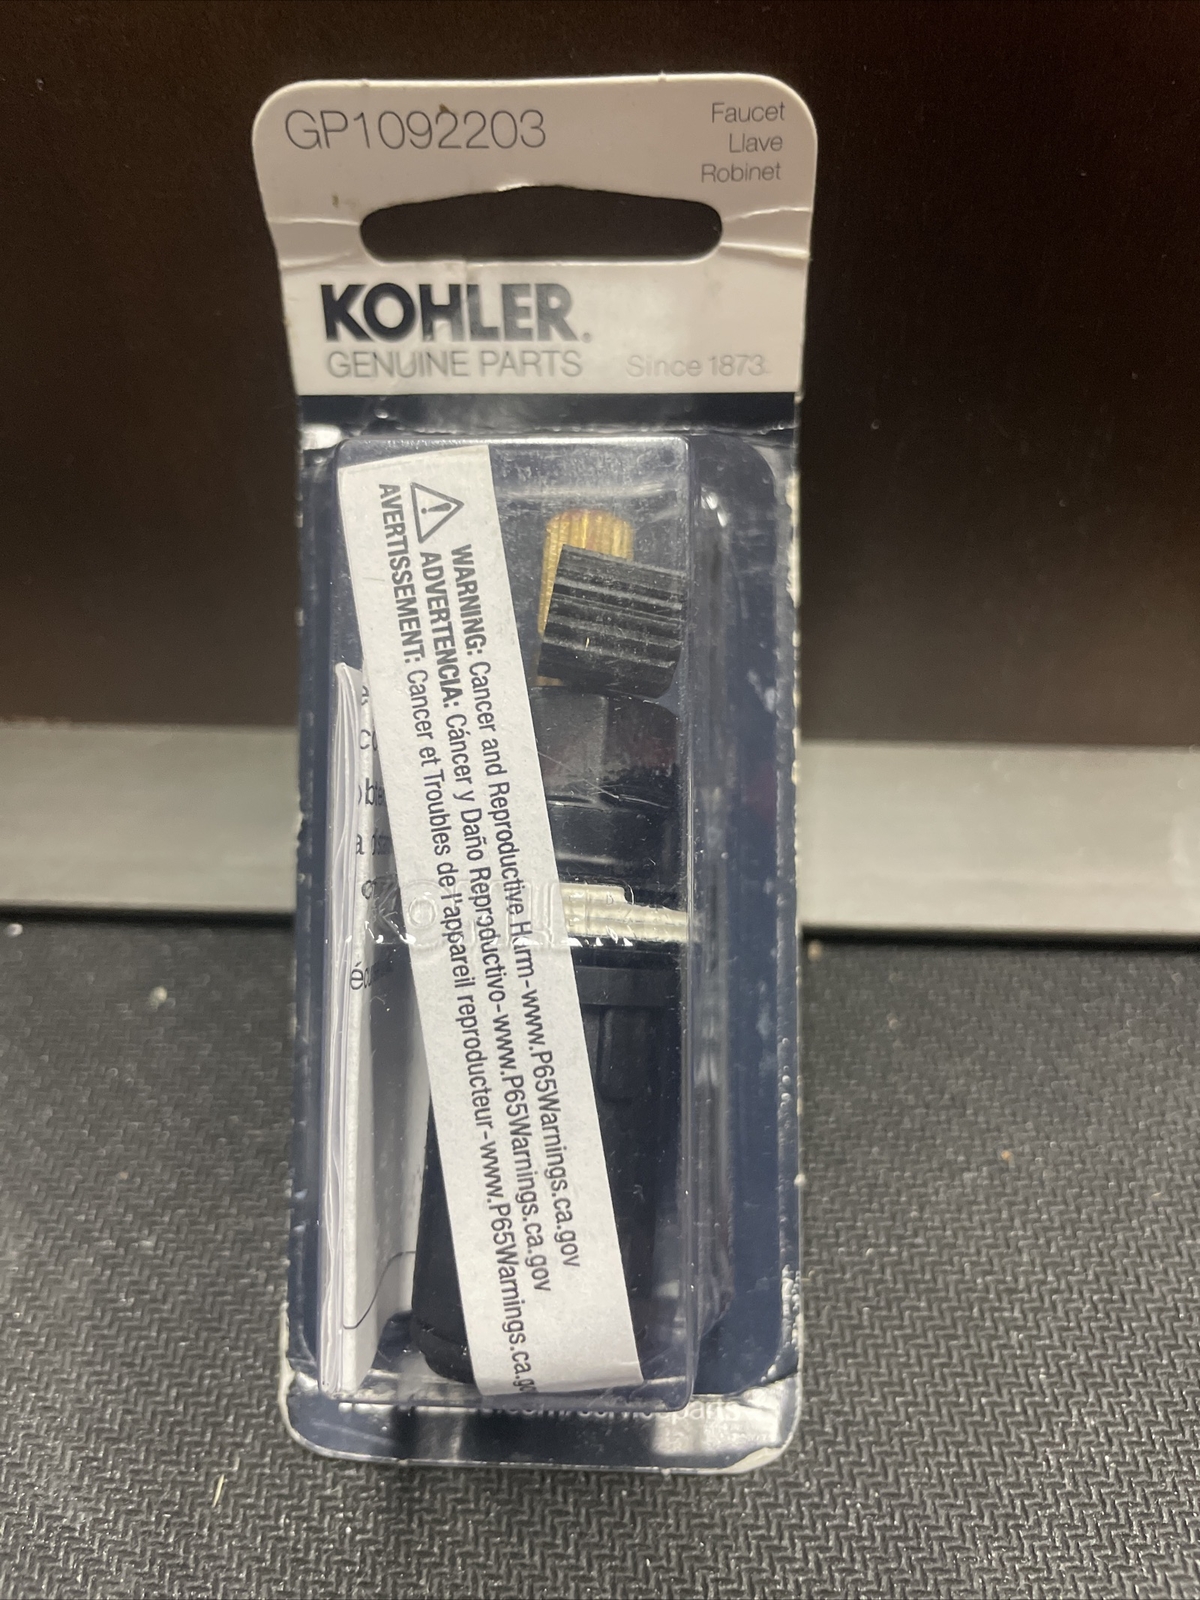 GP1092203
Faucet
Llave
Robinet
KOHLER®
GENUINE PARTS
Since 1873
WARNING: Cancer and Reproductive Harm-www.P65Warnings.ca.gov
ADVERTENCIA: Cáncer y Daño Reproductivo-www.P65Warnings.ca.gov
AVERTISSEMENT: Cancer et Troubles de l'appareil reproducteur-www.P65Warnings.ca.gov